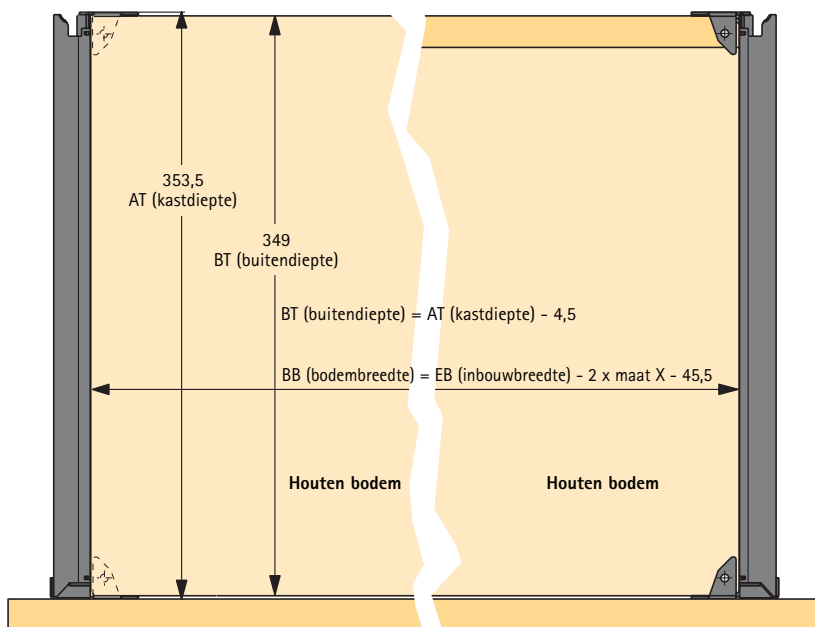 353,5
AT (kastdiepte)
349
BT (buitendiepte)
BT (buitendiepte) = AT (kastdiepte) - 4,5
BB (bodembreedte) = EB (inbouwbreedte) - 2 x maat X - 45,5
Houten bodem
Houten bodem